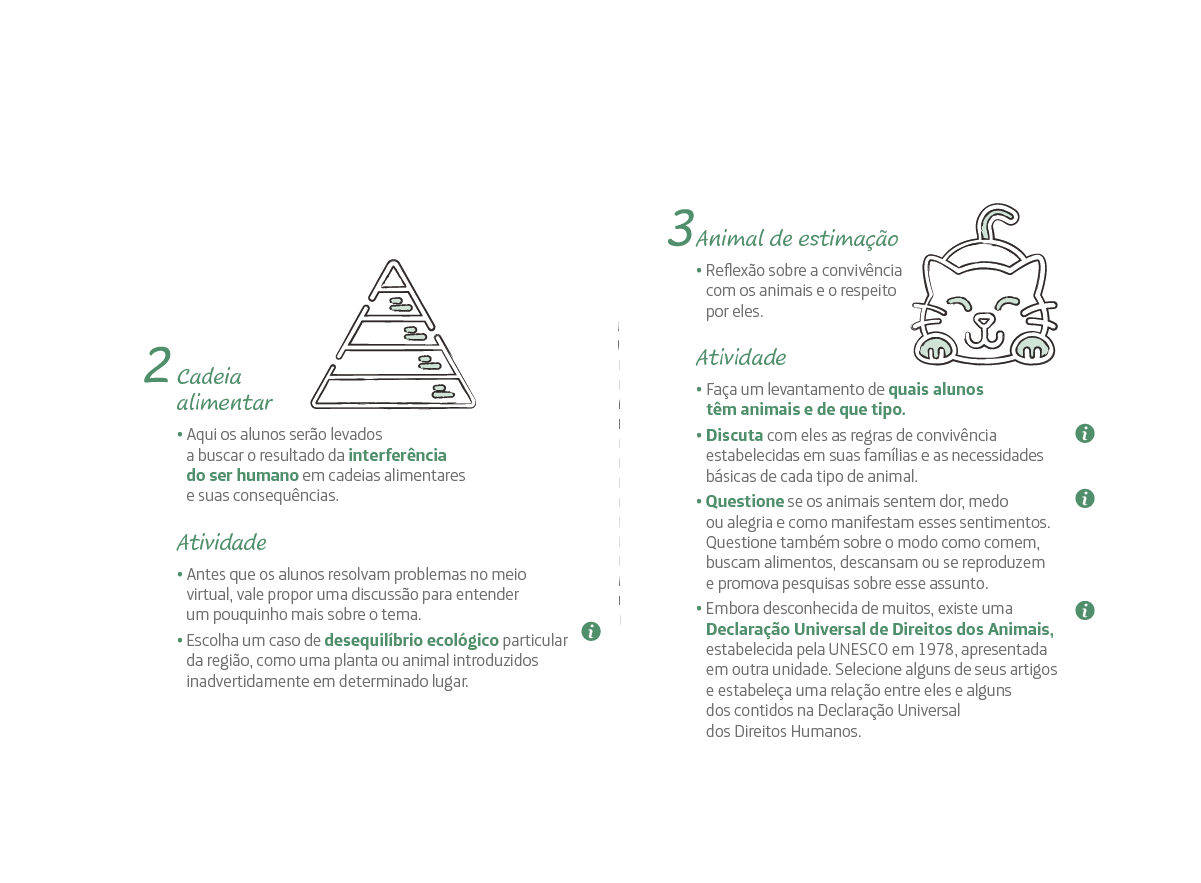 2 Cadeia
alimentar
• Aqui os alunos serão levados
a buscar o resultado da interferência
do ser humano em cadeias alimentares
e suas consequências.
Atividade
• Antes que os alunos resolvam problemas no meio
virtual, vale propor uma discussão para entender
um pouquinho mais sobre o tema.
• Escolha um caso de desequilíbrio ecológico particular
da região, como uma planta ou animal introduzidos
inadvertidamente em determinado lugar.
i
3 Animal de estimação
• Reflexão sobre a convivência
com os animais e o respeito
por eles.
Atividade
• Faça um levantamento de quais alunos
têm animais e de que tipo.
• Discuta com eles as regras de convivência
estabelecidas em suas famílias e as necessidades
básicas de cada tipo de animal.
i
• Questione se os animais sentem dor, medo
ou alegria e como manifestam esses sentimentos.
Questione também sobre o modo como comem,
buscam alimentos, descansam ou se reproduzem
e promova pesquisas sobre esse assunto.
i
• Embora desconhecida de muitos, existe uma
Declaração Universal de Direitos dos Animais,
estabelecida pela UNESCO em 1978, apresentada
em outra unidade. Selecione alguns de seus artigos
e estabeleça uma relação entre eles e alguns
dos contidos na Declaração Universal
dos Direitos Humanos.
i